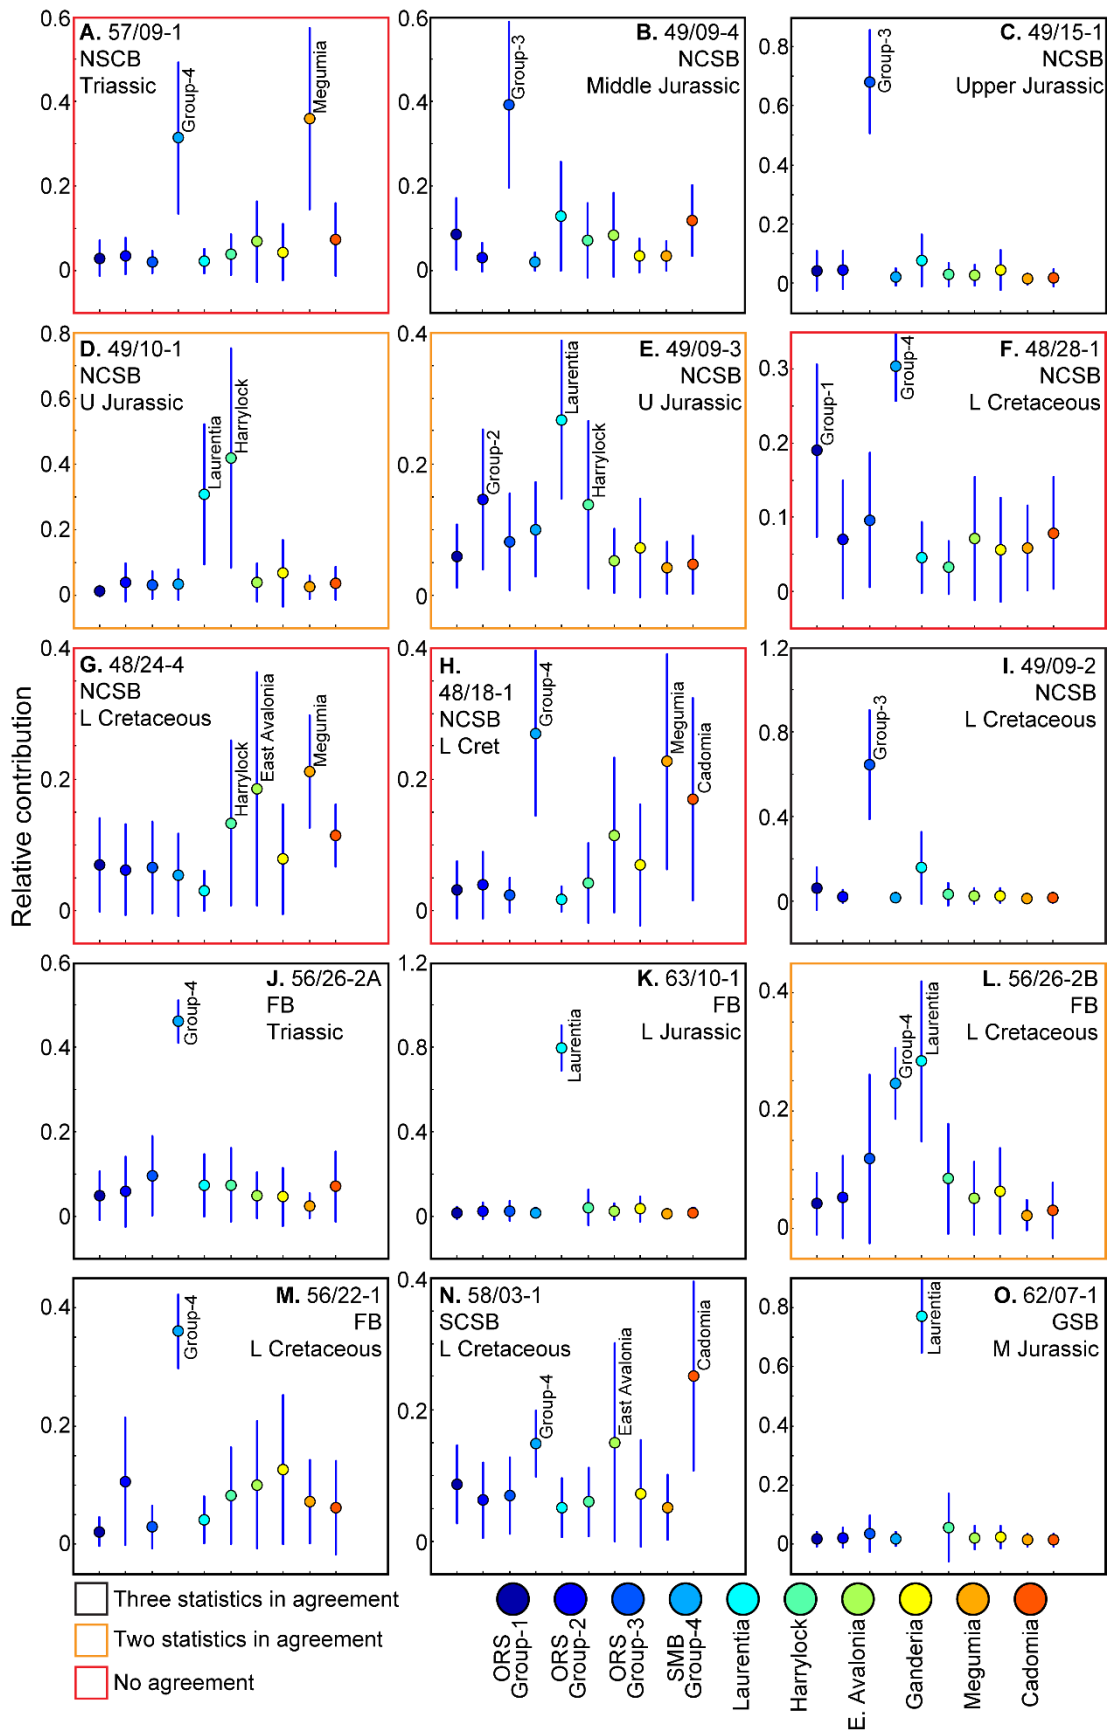 A. 57/09-1
NSCB
Triassic
Group-4
Megumia
0.6
0.4
0.2
0
B. 49/09-4
NCSB
Middle Jurassic
Group-3
0.6
0.4
0.2
0
C. 49/15-1
NCSB
Upper Jurassic
Group-3
0.8
0.6
0.4
0.2
0
D. 49/10-1
NCSB
U Jurassic
Laurentia
Harrylock
0.8
0.6
0.4
0.2
0
E. 49/09-3
NCSB
U Jurassic
Group-2
Laurentia
Harrylock
0.4
0.2
0
F. 48/28-1
NCSB
L Cretaceous
Group-1
Group-4
0.3
0.2
0.1
0
Relative contribution
G. 48/24-4
NCSB
L Cretaceous
Harrylock
East Avalonia
Megumia
0.4
0.2
0
H.
48/18-1
NCSB
L Cret
Group-4
Megumia
Cadomia
0.4
0.2
0
I. 49/09-2
NCSB
L Cretaceous
Group-3
1.2
0.8
0.4
0
J. 56/26-2A
FB
Triassic
Group-4
0.6
0.4
0.2
0
K. 63/10-1
FB
L Jurassic
Laurentia
1.2
0.8
0.4
0
L. 56/26-2B
FB
L Cretaceous
Group-4
Laurentia
0.4
0.2
0
M. 56/22-1
FB
L Cretaceous
Group-4
0.4
0.2
0
N. 58/03-1
SCSB
L Cretaceous
Group-4
East Avalonia
Cadomia
0.4
0.2
0
O. 62/07-1
GSB
M Jurassic
Laurentia
0.8
0.6
0.4
0.2
0
Three statistics in agreement
Two statistics in agreement
No agreement
ORS
Group-1
ORS
Group-2
ORS
Group-3
SMB
Group-4
Laurentia
Harrylock
E. Avalonia
Ganderia
Megumia
Cadomia